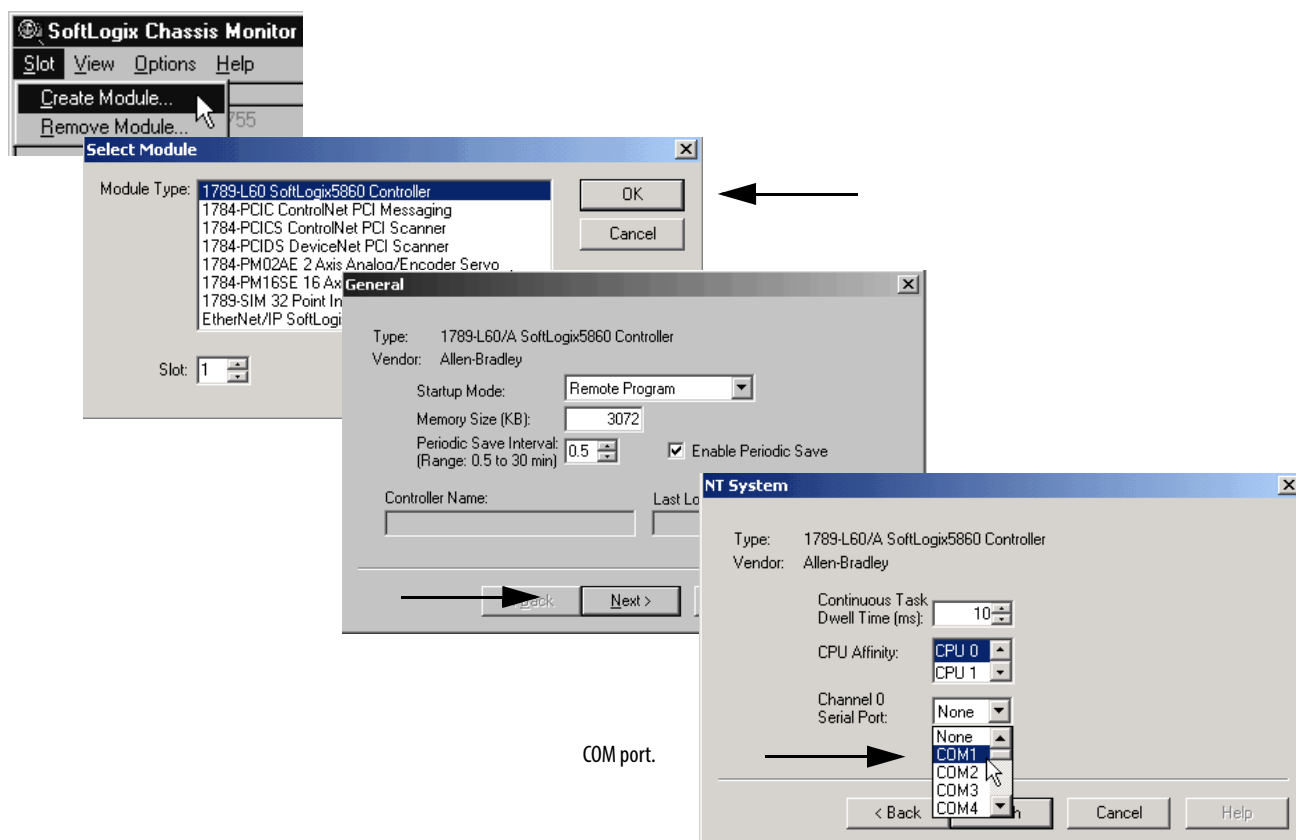 SoftLogix Chassis Monitor
Slot View Options Help
Create Module...
Remove Module...
755
Select Module
Module Type:
1789-L60 SoftLogix5860 Controller
1784-PCIC ControlNet PCI Messaging
1784-PCICS ControlNet PCI Scanner
1784-PCIDS DeviceNet PCI Scanner
1784-PM02AE 2 Axis Analog/Encoder Servo
1784-PM16SE 16 Ax
1789-SIM 32 Point In
EtherNet/IP SoftLogi
OK
Cancel
Slot: 1
General
Type: 1789-L60/A SoftLogix5860 Controller
Vendor: Allen-Bradley
Startup Mode: Remote Program
Memory Size (KB): 3072
Periodic Save Interval:
(Range: 0.5 to 30 min)
0.5
Enable Periodic Save
Controller Name:
Last Lo
Back
Next >
NT System
Type: 1789-L60/A SoftLogix5860 Controller
Vendor: Allen-Bradley
Continuous Task
Dwell Time (ms): 10
CPU Affinity: CPU 0
CPU 1
Channel 0
Serial Port: None
None
COM1
COM2
COM3
COM4
COM port.
< Back
h
Cancel
Help